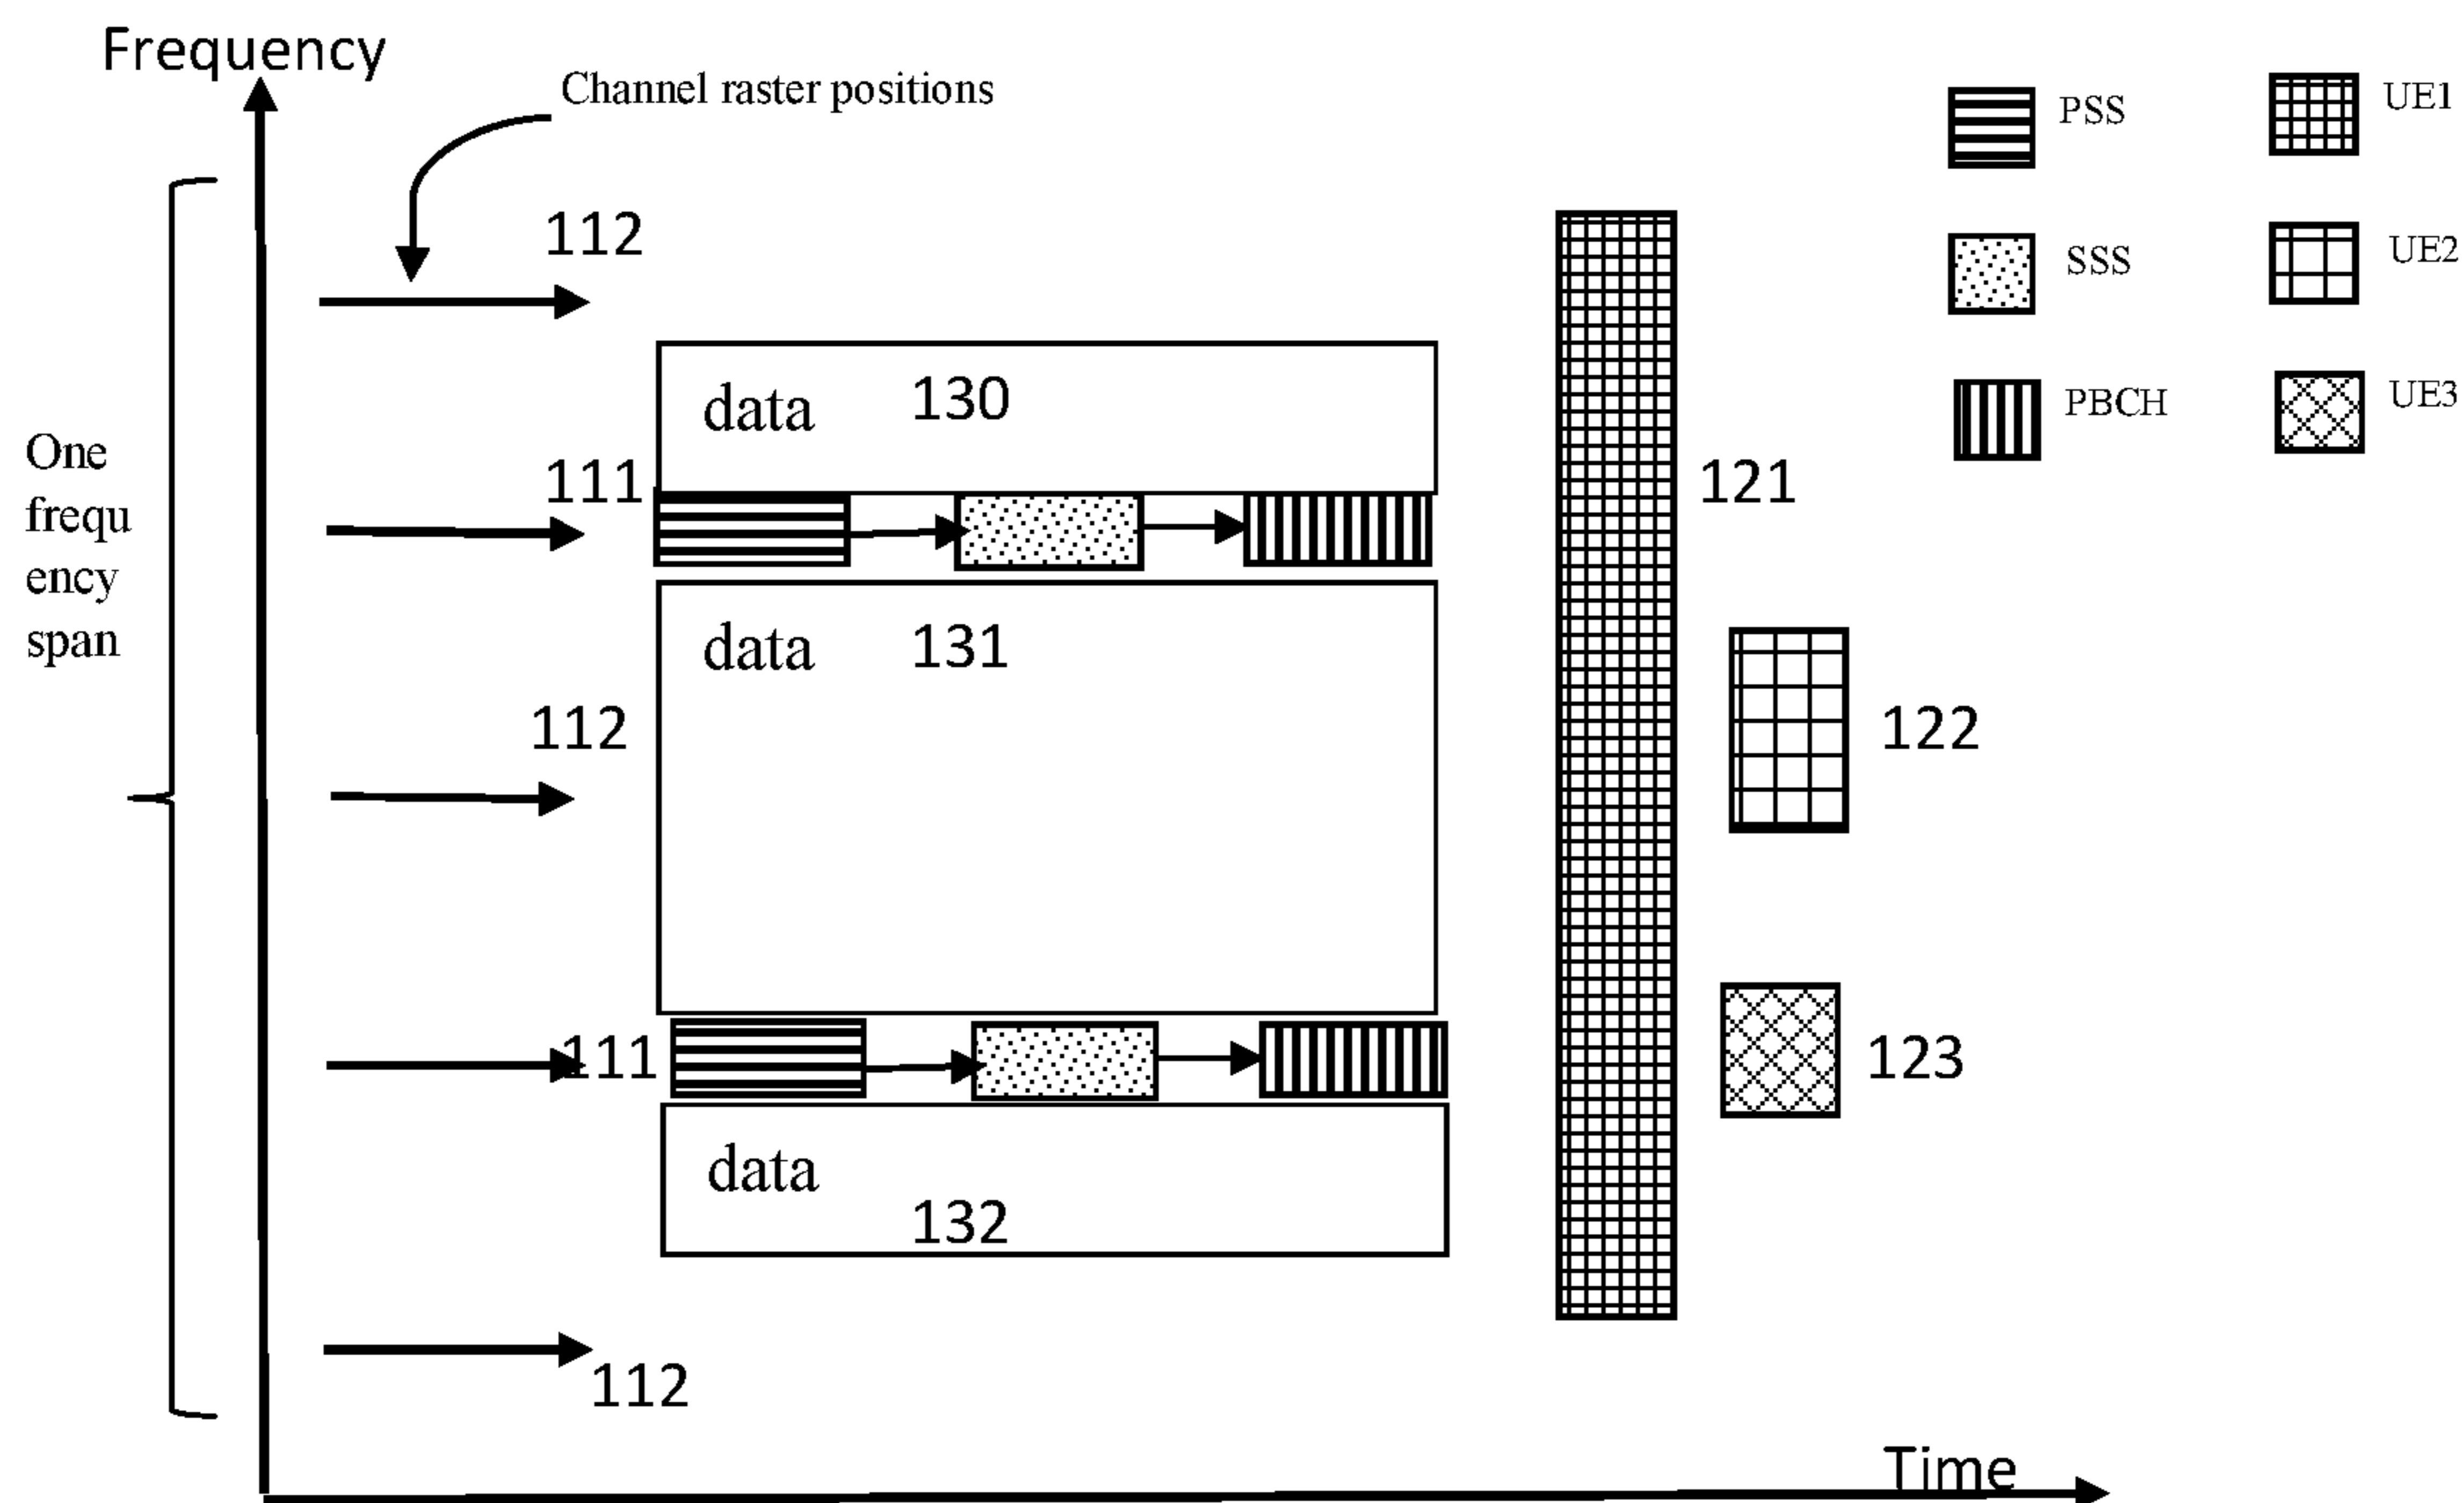 Frequency
Channel raster positions
PSS
UE1
112
SSS
UE2
data 130
PBCH
UE3
One
frequ
ency
span
111
121
data 131
112
122
111
123
data
132
112
Time